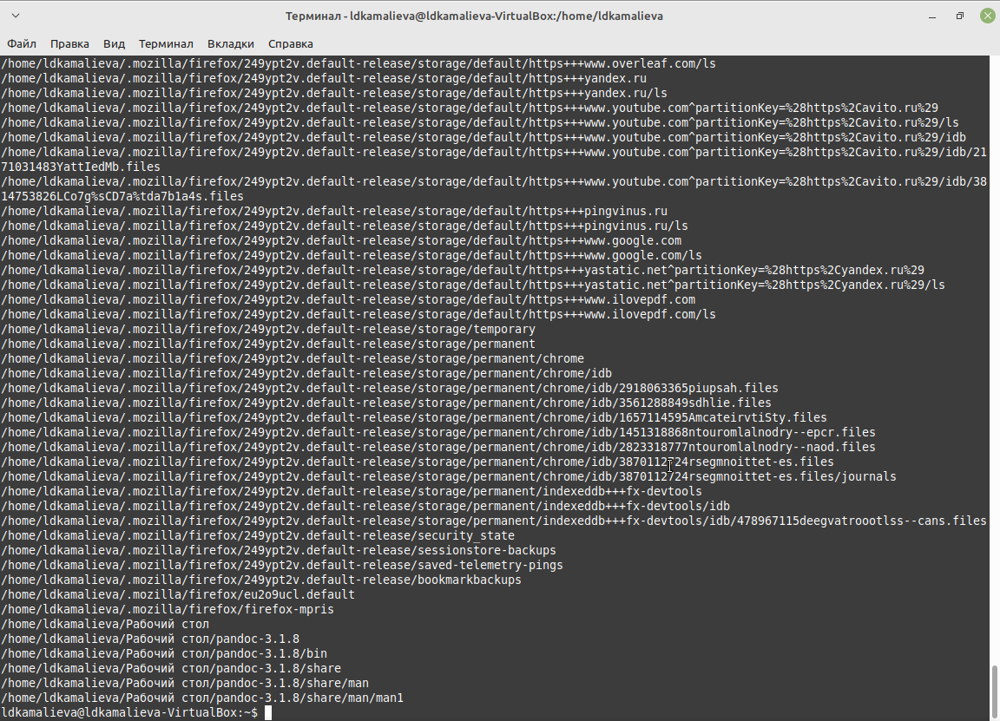 Терминал - ldkamalieva@ldkamalieva-VirtualBox:/home/ldkamalieva
Файл Правка Вид Терминал Вкладки Справка
/home/ldkamalieva/.mozilla/firefox/249ypt2v.default-release/storage/default/https+++www.overleaf.com/ls
/home/ldkamalieva/.mozilla/firefox/249ypt2v.default-release/storage/default/https+++yandex.ru
/home/ldkamalieva/.mozilla/firefox/249ypt2v.default-release/storage/default/https+++yandex.ru/ls
/home/ldkamalieva/.mozilla/firefox/249ypt2v.default-release/storage/default/https+++www.youtube.com^partitionKey=%28https%2Cavito.ru%29
/home/ldkamalieva/.mozilla/firefox/249ypt2v.default-release/storage/default/https+++www.youtube.com^partitionKey=%28https%2Cavito.ru%29/ls
/home/ldkamalieva/.mozilla/firefox/249ypt2v.default-release/storage/default/https+++www.youtube.com^partitionKey=%28https%2Cavito.ru%29/idb
/home/ldkamalieva/.mozilla/firefox/249ypt2v.default-release/storage/default/https+++www.youtube.com^partitionKey=%28https%2Cavito.ru%29/idb/21
71031483YattIedMb.files
/home/ldkamalieva/.mozilla/firefox/249ypt2v.default-release/storage/default/https+++www.youtube.com^partitionKey=%28https%2Cavito.ru%29/idb/38
14753826LCo7g%sCD7a%tda7b1a4s.files
/home/ldkamalieva/.mozilla/firefox/249ypt2v.default-release/storage/default/https+++pingvinus.ru
/home/ldkamalieva/.mozilla/firefox/249ypt2v.default-release/storage/default/https+++pingvinus.ru/ls
/home/ldkamalieva/.mozilla/firefox/249ypt2v.default-release/storage/default/https+++www.google.com
/home/ldkamalieva/.mozilla/firefox/249ypt2v.default-release/storage/default/https+++www.google.com/ls
/home/ldkamalieva/.mozilla/firefox/249ypt2v.default-release/storage/default/https+++yastatic.net^partitionKey=%28https%2Cyandex.ru%29
/home/ldkamalieva/.mozilla/firefox/249ypt2v.default-release/storage/default/https+++yastatic.net^partitionKey=%28https%2Cyandex.ru%29/ls
/home/ldkamalieva/.mozilla/firefox/249ypt2v.default-release/storage/default/https+++www.ilovepdf.com
/home/ldkamalieva/.mozilla/firefox/249ypt2v.default-release/storage/default/https+++www.ilovepdf.com/ls
/home/ldkamalieva/.mozilla/firefox/249ypt2v.default-release/storage/temporary
/home/ldkamalieva/.mozilla/firefox/249ypt2v.default-release/storage/permanent
/home/ldkamalieva/.mozilla/firefox/249ypt2v.default-release/storage/permanent/chrome
/home/ldkamalieva/.mozilla/firefox/249ypt2v.default-release/storage/permanent/chrome/idb
/home/ldkamalieva/.mozilla/firefox/249ypt2v.default-release/storage/permanent/chrome/idb/2918063365piupsah.files
/home/ldkamalieva/.mozilla/firefox/249ypt2v.default-release/storage/permanent/chrome/idb/3561288849sdhlie.files
/home/ldkamalieva/.mozilla/firefox/249ypt2v.default-release/storage/permanent/chrome/idb/1657114595AmcateirvtiSty.files
/home/ldkamalieva/.mozilla/firefox/249ypt2v.default-release/storage/permanent/chrome/idb/1451318868ntouromlalnodry--epcr.files
/home/ldkamalieva/.mozilla/firefox/249ypt2v.default-release/storage/permanent/chrome/idb/2823318777ntouromlalnodry--naod.files
/home/ldkamalieva/.mozilla/firefox/249ypt2v.default-release/storage/permanent/chrome/idb/3870112724rsegmnoittet-es.files
/home/ldkamalieva/.mozilla/firefox/249ypt2v.default-release/storage/permanent/chrome/idb/3870112724rsegmnoittet-es.files/journals
/home/ldkamalieva/.mozilla/firefox/249ypt2v.default-release/storage/permanent/indexeddb+++fx-devtools
/home/ldkamalieva/.mozilla/firefox/249ypt2v.default-release/storage/permanent/indexeddb+++fx-devtools/idb
/home/ldkamalieva/.mozilla/firefox/249ypt2v.default-release/storage/permanent/indexeddb+++fx-devtools/idb/478967115deegvatroootlss--cans.files
/home/ldkamalieva/.mozilla/firefox/249ypt2v.default-release/security_state
/home/ldkamalieva/.mozilla/firefox/249ypt2v.default-release/sessionstore-backups
/home/ldkamalieva/.mozilla/firefox/249ypt2v.default-release/saved-telemetry-pings
/home/ldkamalieva/.mozilla/firefox/249ypt2v.default-release/bookmarkbackups
/home/ldkamalieva/.mozilla/firefox/eu2o9ucl.default
/home/ldkamalieva/.mozilla/firefox/firefox-mpris
/home/ldkamalieva/Рабочий стол
/home/ldkamalieva/Рабочий стол/pandoc-3.1.8
/home/ldkamalieva/Рабочий стол/pandoc-3.1.8/bin
/home/ldkamalieva/Рабочий стол/pandoc-3.1.8/share
/home/ldkamalieva/Рабочий стол/pandoc-3.1.8/share/man
/home/ldkamalieva/Рабочий стол/pandoc-3.1.8/share/man/man1
ldkamalieva@ldkamalieva-VirtualBox:~$